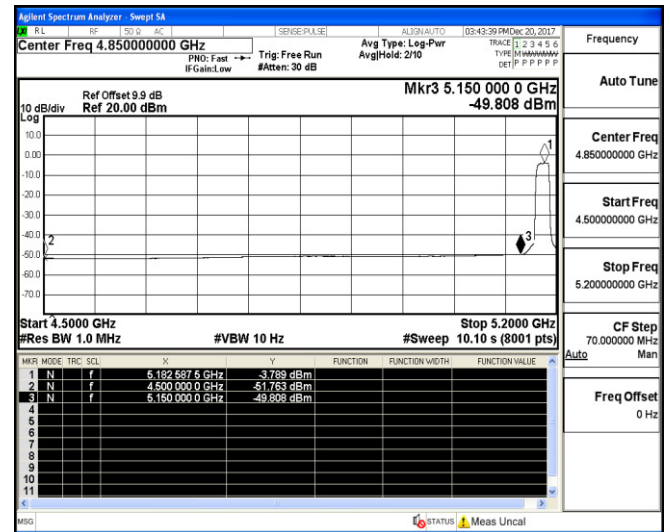 Agilent Spectrum Analyzer - Swept SA
RL RF 50 Ω AC SENSE:PULSE ALIGNAUTO 03:43:39 PM Dec 20, 2017
Center Freq 4.850000000 GHz Avg Type: Log-Pwr TRACE 1 2 3 4 5 6
PNO: Fast Trig: Free Run Avg|Hold: 2/10 TYPE MWWWWW
IFGain:Low #Atten: 30 dB DET P P P P P P
Ref Offset 9.9 dB Mkr3 5.150 000 0 GHz
10 dB/div Ref 20.00 dBm -49.808 dBm
Log
10.0
0.00
-10.0
-20.0
-30.0
-40.0
-50.0
-60.0
-70.0
1
2
3
Start 4.5000 GHz Stop 5.2000 GHz
#Res BW 1.0 MHz #VBW 10 Hz #Sweep 10.10 s (8001 pts)
MKR MODE TRC SCL X Y FUNCTION FUNCTION WIDTH FUNCTION VALUE
1 N f 5.182 587 5 GHz -3.789 dBm
2 N f 4.500 000 0 GHz -51.763 dBm
3 N f 5.150 000 0 GHz -49.808 dBm
4
5
6
7
8
9
10
11
MSG STATUS Meas Uncal
Frequency
Auto Tune
Center Freq
4.850000000 GHz
Start Freq
4.500000000 GHz
Stop Freq
5.200000000 GHz
CF Step
70.000000 MHz
Auto Man
Freq Offset
0 Hz